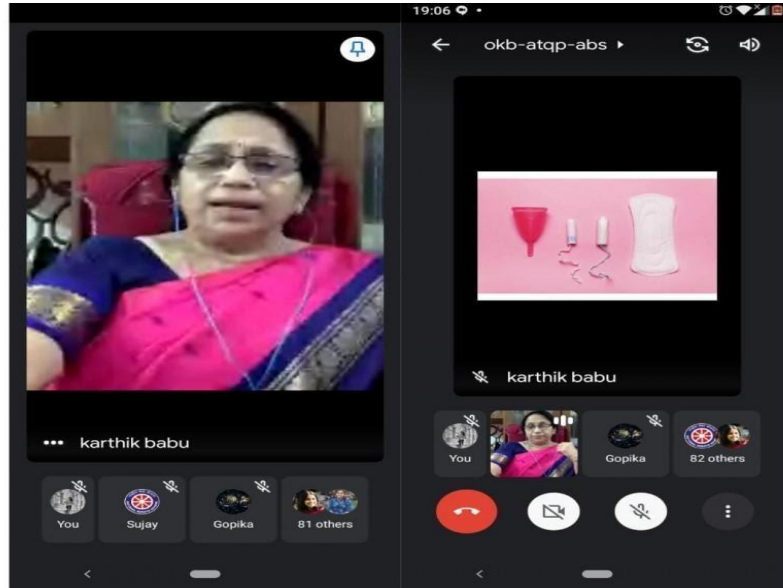 karthik babu
You
Sujay
Gopika
81 others
19:06
okb-atqp-abs
karthik babu
You
Gopika
82 others